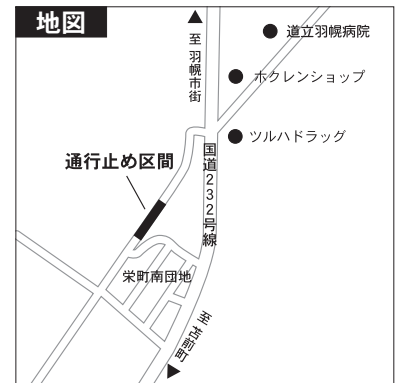 地図
至 羽幌市街
道立羽幌病院
ホクレンショップ
ツルハドラッグ
国道232号線
通行止め区間
栄町南団地
至 苫前町